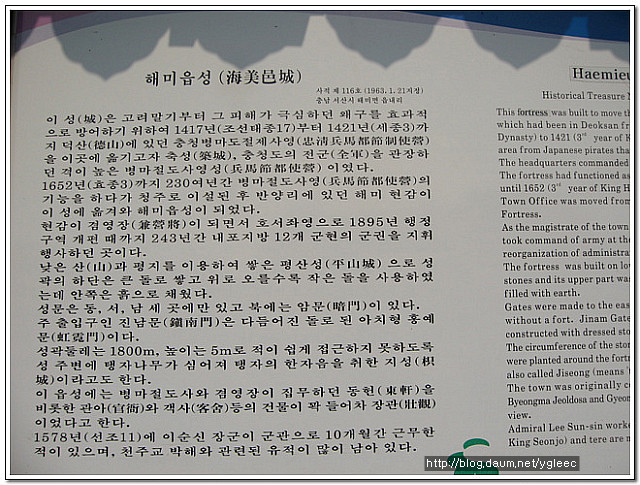 해미읍성 (海美邑城)
사적 제 116호 (1963. 1. 21지정)
충남 서산시 해미면 읍내리
이 성(城)은 고려말기부터 그 피해가 극심하던 왜구를 효과적
으로 방어하기 위하여 1417년(조선태종17)부터 1421년(세종3)까
지 덕산(德山)에 있던 충청병마도절제사영(忠淸兵馬都節制使營)
을 이곳에 옮기고자 축성(築城), 충청도의 전군(全軍)을 관장하
던 격이 높은 병마절도사영성(兵馬節都使營) 이었다.
1652년(효종3)까지 230여년간 병마절도사영(兵馬節都使營)의
기능을 하다가 청주로 이설된 후 반양리에 있던 해미 현감이
이 성에 옮겨와 해미읍성이 되었다.
현감이 겸영장(兼營將)이 되면서 호서좌영으로 1895년 행정
구역 개편 때까지 243년간 내포지방 12개 군현의 군권을 지휘
행사하던 곳이다.
낮은 산(山)과 평지를 이용하여 쌓은 평산성(平山城) 으로 성
곽의 하단은 큰 돌로 쌓고 위로 오를수록 작은 돌을 사용하였
는데 안쪽은 흙으로 채웠다.
성문은 동, 서, 남 세 곳에만 있고 북에는 암문(暗門)이 있다.
주 출입구인 진남문(鎭南門)은 다듬어진 돌로 된 아치형 홍예
문(虹霓門)이다.
성곽둘레는 1800m, 높이는 5m로 적이 쉽게 접근하지 못하도록
성 주변에 탱자나무가 심어져 탱자의 한자음을 취한 지성(枳
城)이라고도 한다.
이 읍성에는 병마절도사와 겸영장이 집무하던 동헌(東軒)을
비롯한 관아(官衙)와 객사(客舍)등의 건물이 꽉 들어차 장관(壯觀)
이었다고 한다.
1578년(선조11)에 이순신 장군이 군관으로 10개월간 근무한
적이 있으며, 천주교 박해와 관련된 유적이 많이 남아 있다.
Haemieu
Historical Treasure
This fortress was built to move th
which had been in Deoksan fr
Dynasty) to 1421 (3rd year of K
area from Japanese pirates tha
The headquarters commanded
The fortress had functioned as
until 1652 (3rd year of King H
Town Office was moved from
Fortress.
As the magistrate of the town
took command of army at the
reorganization of administrat
The fortress was built on lov
stones and its upper part was
filled with earth.
Gates were made to the eas
without a fort. Jinam Gate
constructed with dressed sto
The circumference of the stor
were planted around the fortr
also called Jiseong (means
The town was originally c
Byeongma Jeoldosa and Gyeon
view.
Admiral Lee Sun-sin worke
King Seonjo) and tere are m
http://blog.daum.net/ygleec